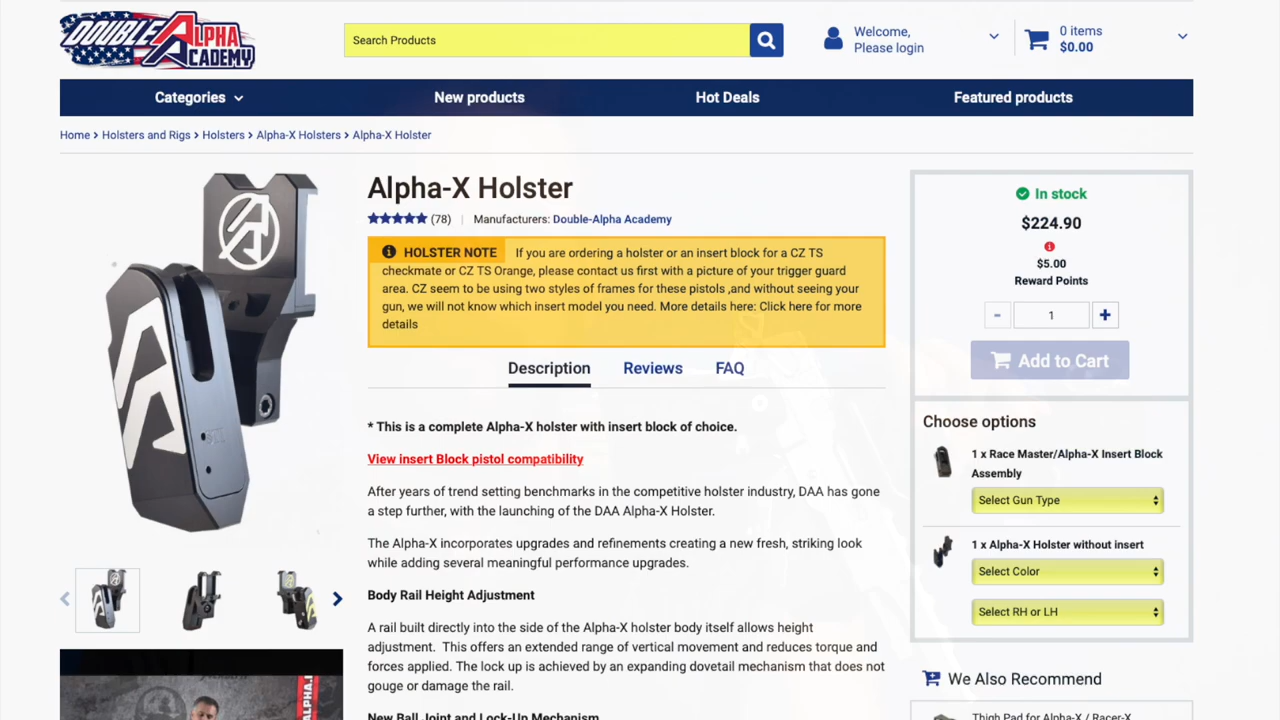 DOUBLE ALPHA
ACADEMY
Search Products
Welcome,
Please login
0 items
$0.00
Categories
New products
Hot Deals
Featured products
Home > Holsters and Rigs > Holsters > Alpha-X Holsters > Alpha-X Holster
Alpha-X Holster
(78) | Manufacturers: Double-Alpha Academy
HOLSTER NOTE If you are ordering a holster or an insert block for a CZ TS
checkmate or CZ TS Orange, please contact us first with a picture of your trigger guard
area. CZ seem to be using two styles of frames for these pistols ,and without seeing your
gun, we will not know which insert model you need. More details here: Click here for more
details
Description
Reviews
FAQ
* This is a complete Alpha-X holster with insert block of choice.
View insert Block pistol compatibility
After years of trend setting benchmarks in the competitive holster industry, DAA has gone
a step further, with the launching of the DAA Alpha-X Holster.
The Alpha-X incorporates upgrades and refinements creating a new fresh, striking look
while adding several meaningful performance upgrades.
Body Rail Height Adjustment
A rail built directly into the side of the Alpha-X holster body itself allows height
adjustment.  This offers an extended range of vertical movement and reduces torque and
forces applied. The lock up is achieved by an expanding dovetail mechanism that does not
gouge or damage the rail.
New Ball Joint and Lock-Up Mechanism
In stock
$224.90
$5.00
Reward Points
- 1 +
Add to Cart
Choose options
1 x Race Master/Alpha-X Insert Block
Assembly
Select Gun Type
1 x Alpha-X Holster without insert
Select Color
Select RH or LH
We Also Recommend
Thigh Pad for Alpha-X / Racer-X